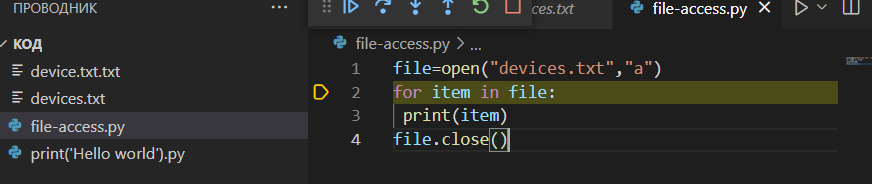 ПРОВОДНИК
КОД
device.txt.txt
devices.txt
file-access.py
print('Hello world').py
ces.txt
file-access.py
file-access.py > ...
1 file=open("devices.txt","a")
2 for item in file:
3 print(item)
4 file.close()